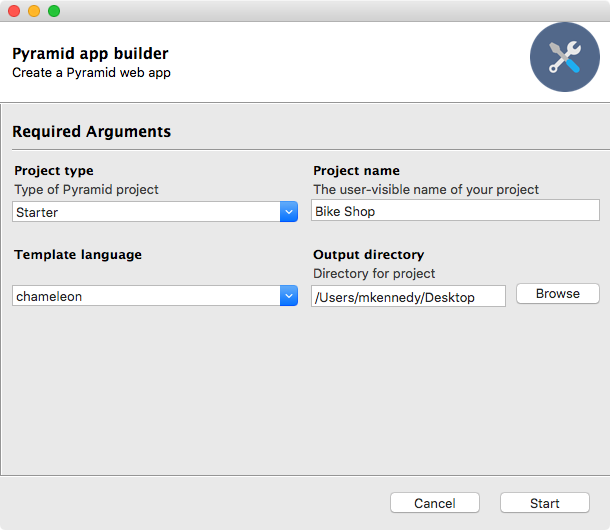 Pyramid app builder
Create a Pyramid web app
Required Arguments
Project type
Type of Pyramid project
Starter
Project name
The user-visible name of your project
Bike Shop
Template language
chameleon
Output directory
Directory for project
/Users/mkennedy/Desktop
Browse
Cancel
Start